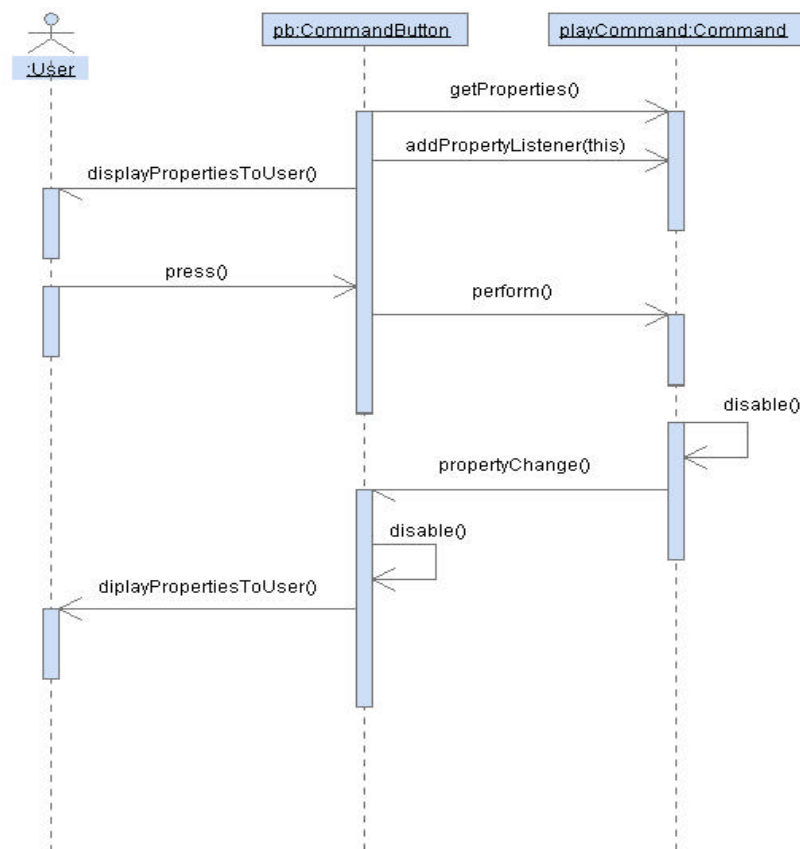 :User
pb:CommandButton
playCommand:Command
getProperties()
addPropertyListener(this)
displayPropertiesToUser()
press()
perform()
disable()
propertyChange()
disable()
diplayPropertiesToUser()